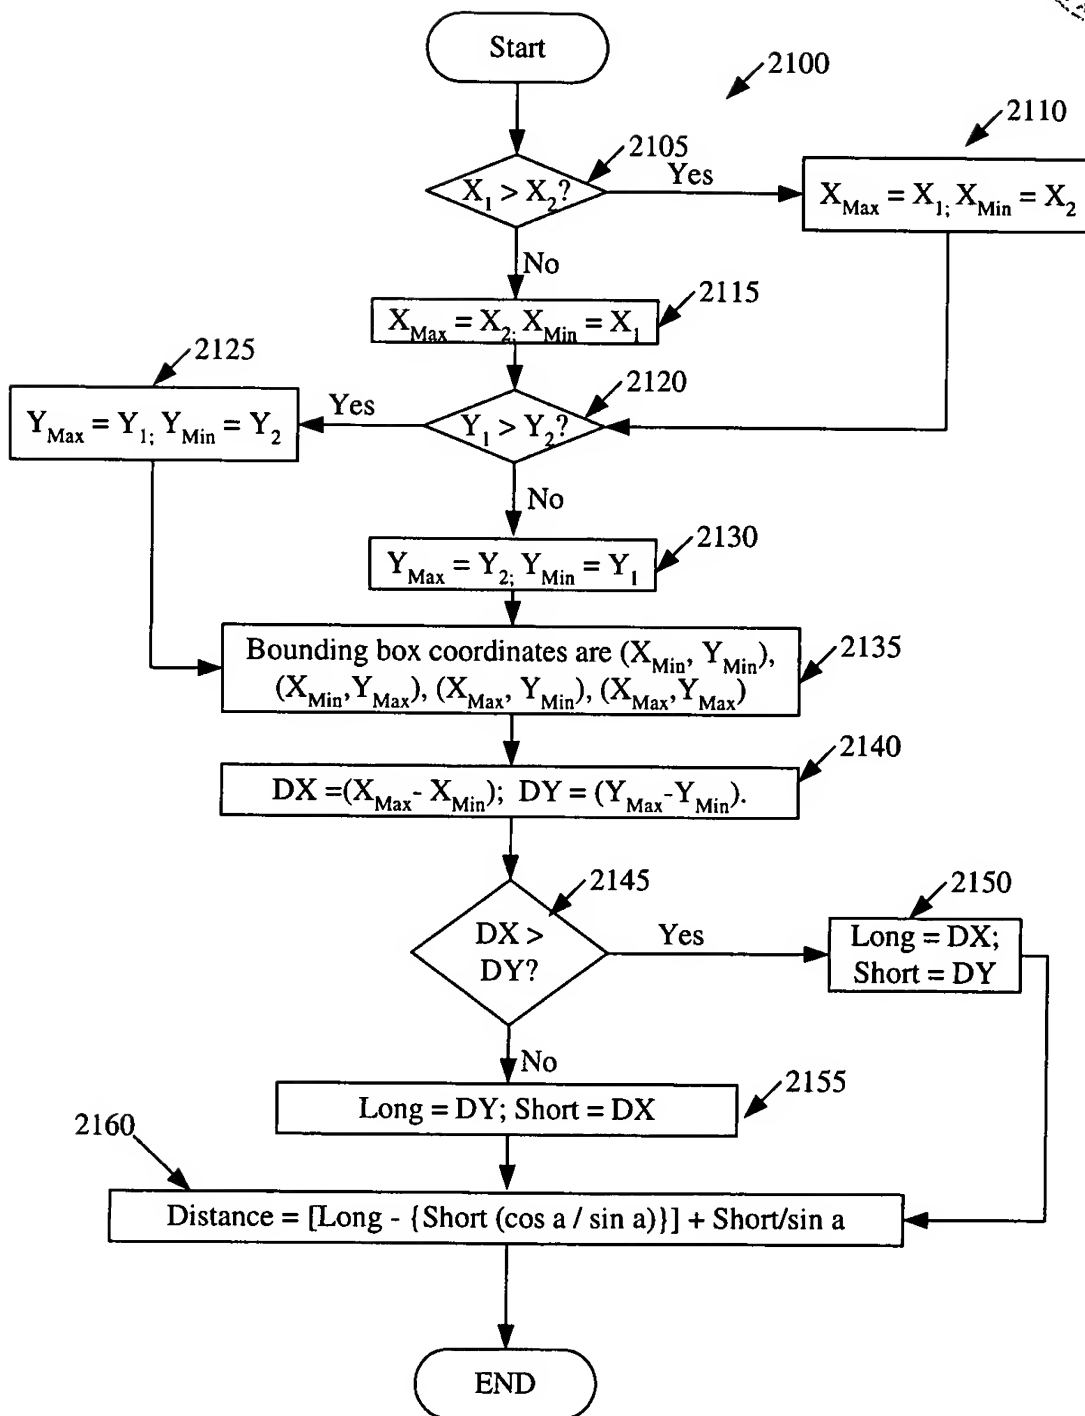 Start
2100
2110
2105
X1 > X2?
Yes
XMax = X1; XMin = X2
No
2115
XMax = X2; XMin = X1
2125
2120
YMax = Y1; YMin = Y2
Yes
Y1 > Y2?
No
2130
YMax = Y2; YMin = Y1
Bounding box coordinates are (XMin, YMin),
(XMin,YMax), (XMax, YMin), (XMax,YMax)
2135
2140
DX =(XMax- XMin); DY = (YMax-YMin).
2145
2150
DX >
DY?
Yes
Long = DX;
Short = DY
No
2155
Long = DY; Short = DX
2160
Distance = [Long - {Short (cos a / sin a)}] + Short/sin a
END